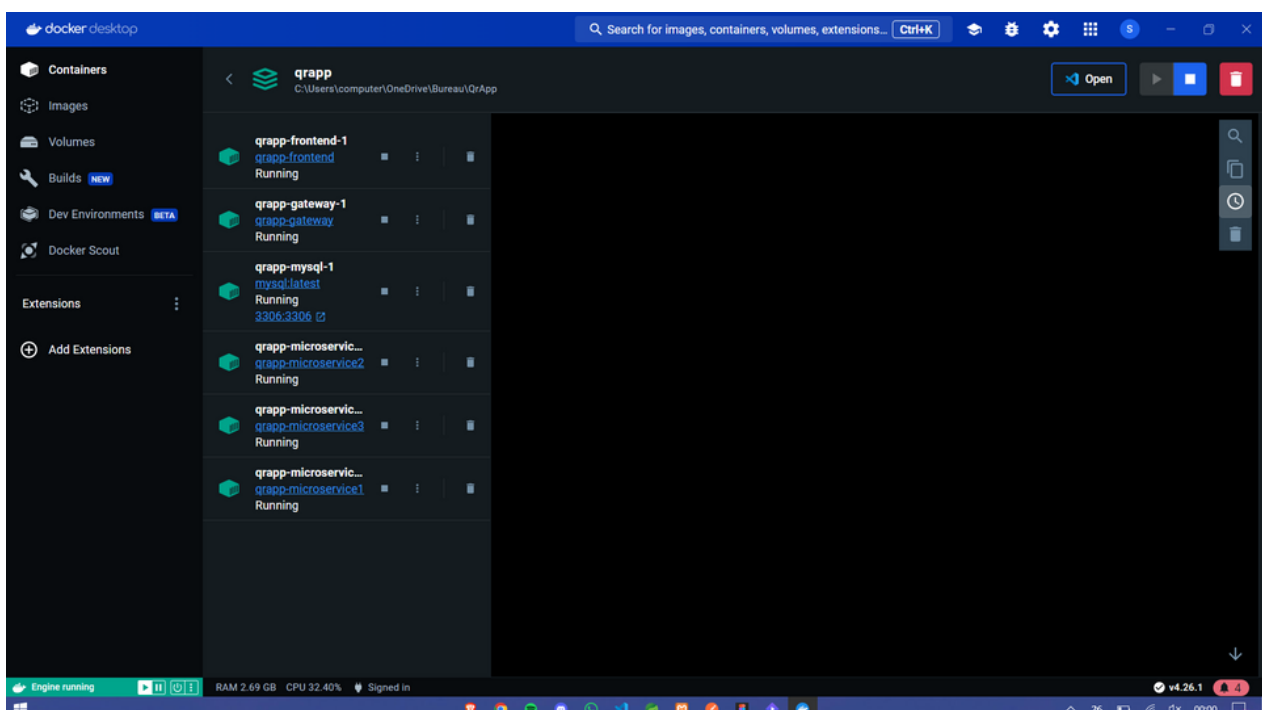 docker desktop
Search for images, containers, volumes, extensions... Ctrl+K
S
Containers
Images
Volumes
Builds NEW
Dev Environments BETA
Docker Scout
Extensions
Add Extensions
qrapp
C:\Users\computer\OneDrive\Bureau\QrApp
Open
qrapp-frontend-1
qrapp-frontend
Running
qrapp-gateway-1
qrapp-gateway
Running
qrapp-mysql-1
mysql:latest
Running
3306:3306
qrapp-microservic...
qrapp-microservice2
Running
qrapp-microservic...
qrapp-microservice3
Running
qrapp-microservic...
qrapp-microservice1
Running
Engine running
RAM 2.69 GB CPU 32.40% Signed in
v4.26.1
4